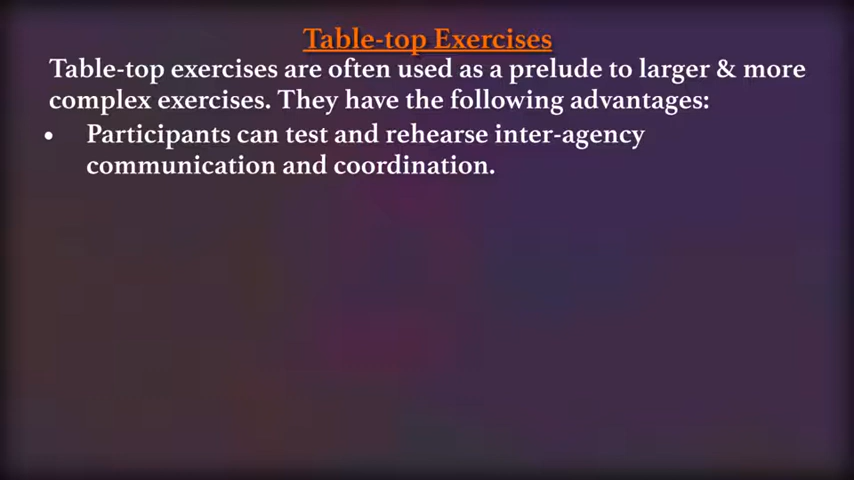 Table-top Exercises
Table-top exercises are often used as a prelude to larger & more
complex exercises. They have the following advantages:
• Participants can test and rehearse inter-agency
communication and coordination.